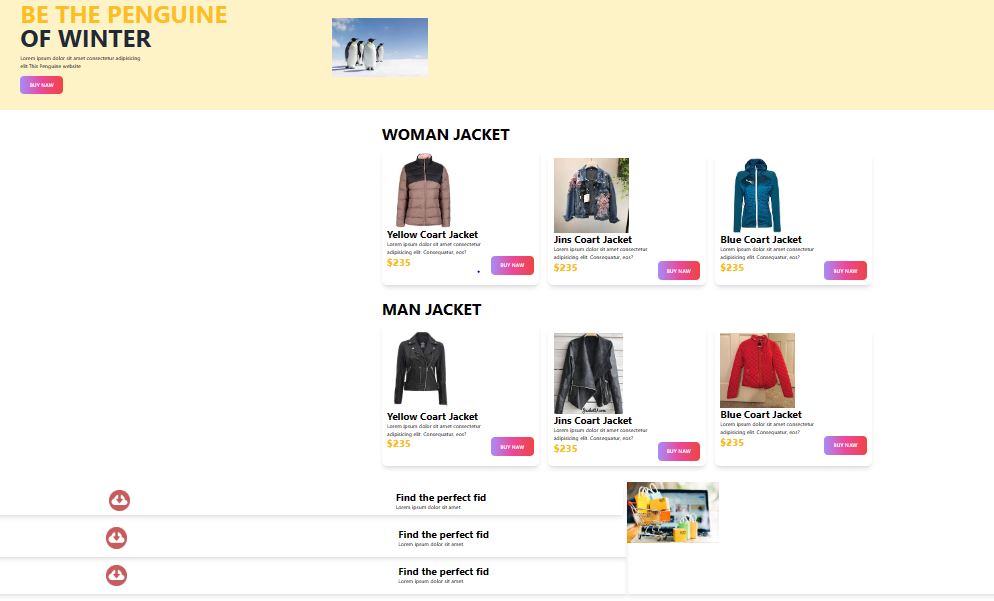 BE THE PENGUINE
OF WINTER
Lorem ipsum dolor sit amet consectetur adipisicing
elit This Penguine website
BUY NAW
WOMAN JACKET
Yellow Coart Jacket
Lorem ipsum dolor sit amet consectetur
adipisicing elit. Consequatur, eos?
$235
BUY NAW
Jins Coart Jacket
Lorem ipsum dolor sit amet consectetur
adipisicing elit. Consequatur, eos?
$235
BUY NAW
Blue Coart Jacket
Lorem ipsum dolor sit amet consectetur
adipisicing elit. Consequatur, eos?
$235
BUY NAW
MAN JACKET
Yellow Coart Jacket
Lorem ipsum dolor sit amet consectetur
adipisicing elit. Consequatur, eos?
$235
BUY NAW
Jins Coart Jacket
Lorem ipsum dolor sit amet consectetur
adipisicing elit. Consequatur, eos?
$235
BUY NAW
Blue Coart Jacket
Lorem ipsum dolor sit amet consectetur
adipisicing elit. Consequatur, eos?
$235
BUY NAW
Find the perfect fid
Lorem ipsum dolor sit amet
Find the perfect fid
Lorem ipsum dolor sit amet
Find the perfect fid
Lorem ipsum dolor sit amet